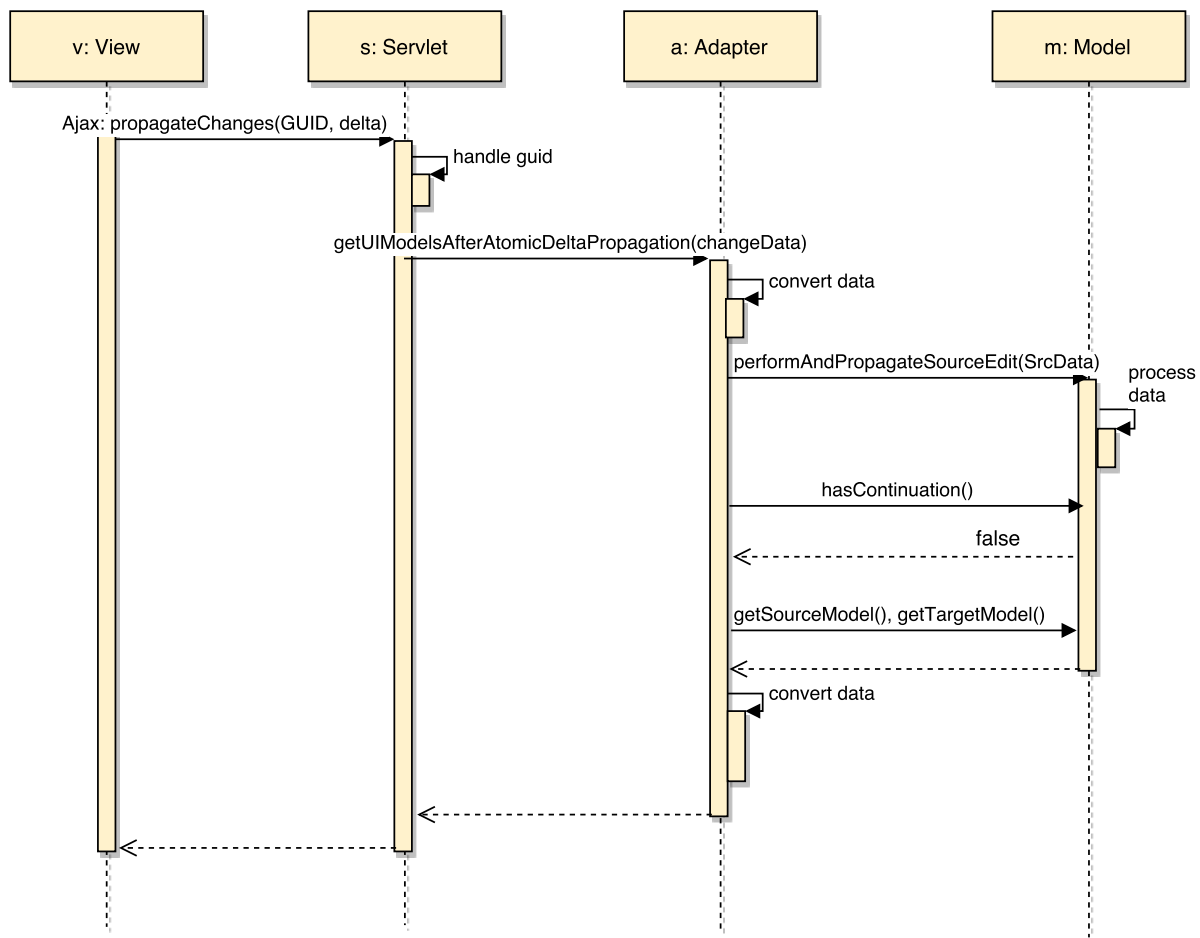 v: View
s: Servlet
a: Adapter
m: Model
Ajax: propagateChanges(GUID, delta)
handle guid
getUIModelsAfterAtomicDeltaPropagation(changeData)
convert data
performAndPropagateSourceEdit(SrcData)
process
data
hasContinuation()
false
getSourceModel(), getTargetModel()
convert data